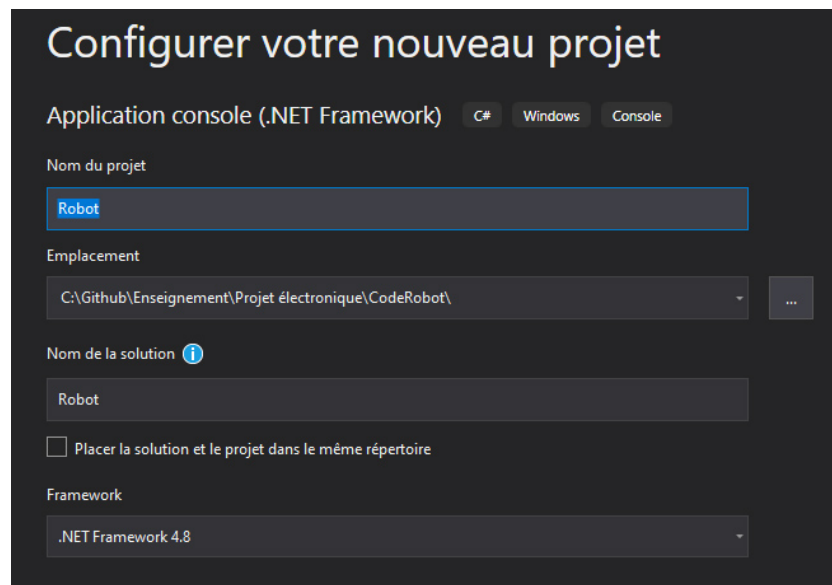 Configurer votre nouveau projet
Application console (.NET Framework) C# Windows Console
Nom du projet
Robot
Emplacement
C:\Github\Enseignement\Projet électronique\CodeRobot\ ...
Nom de la solution i
Robot
Placer la solution et le projet dans le même répertoire
Framework
.NET Framework 4.8